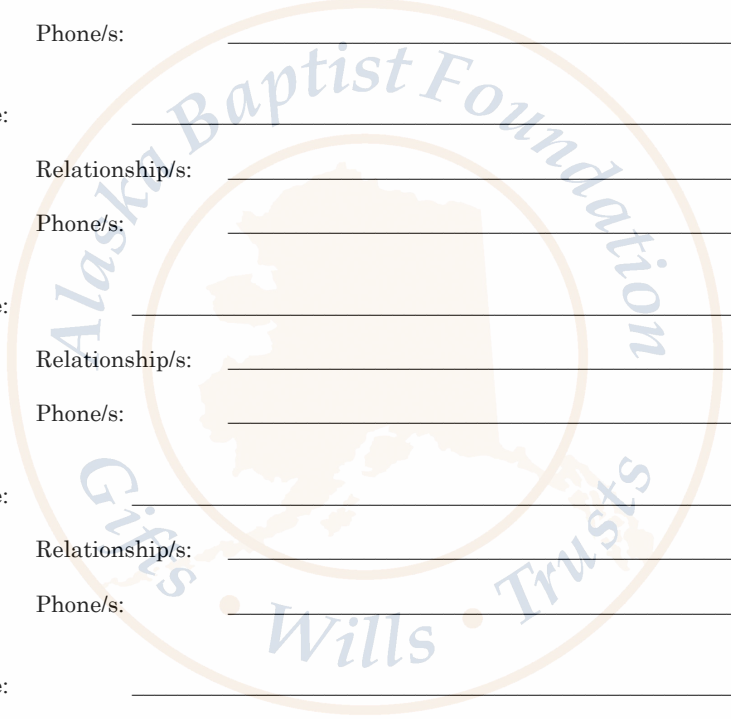 Phone/s:
e:
Relationship/s:
Phone/s:
e:
Relationship/s:
Phone/s:
e:
Relationship/s:
Phone/s:
e:
Alaska Baptist Foundation
Gifts • Wills • Trusts